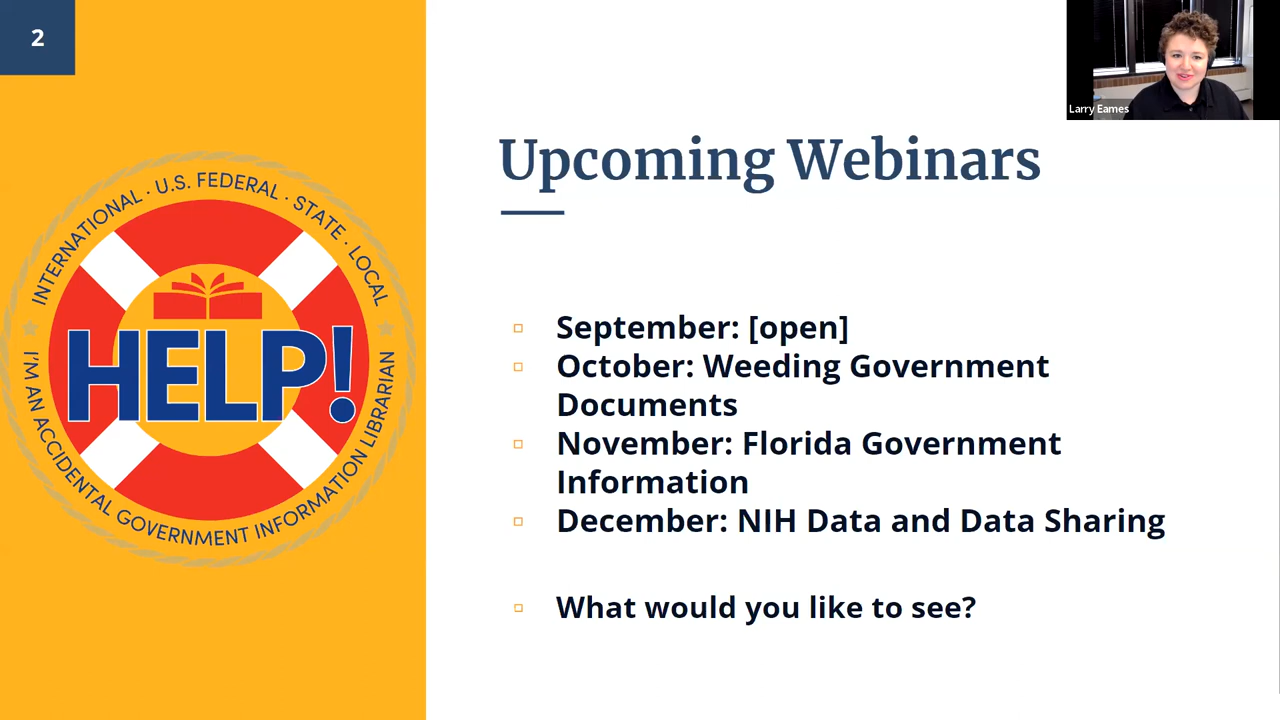 2
Larry Eames
Upcoming Webinars
INTERNATIONAL · U.S. FEDERAL · STATE · LOCAL
HELP!
I'M AN ACCIDENTAL GOVERNMENT INFORMATION LIBRARIAN
September: [open]
October: Weeding Government
Documents
November: Florida Government
Information
December: NIH Data and Data Sharing
What would you like to see?